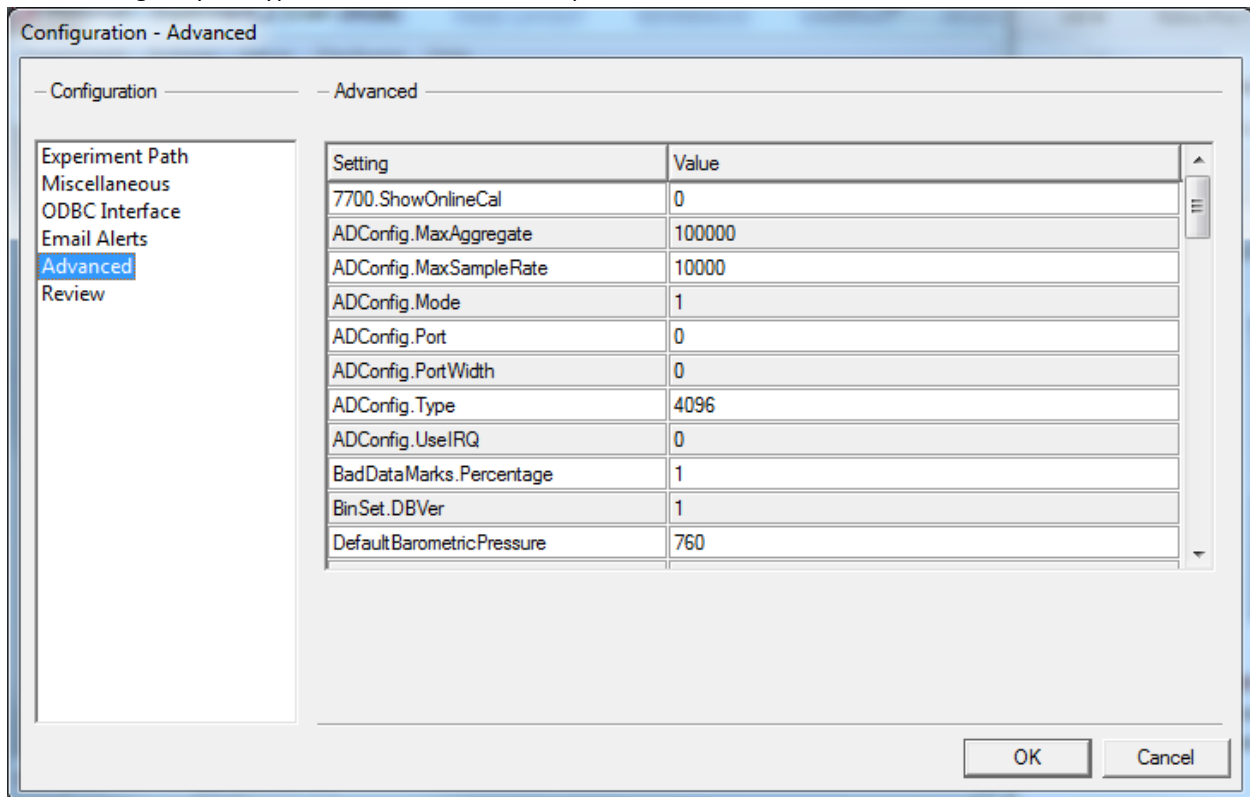 Configuration - Advanced
Configuration
Advanced
Experiment Path
Miscellaneous
ODBC Interface
Email Alerts
Advanced
Review
Setting Value
7700.ShowOnlineCal 0
ADConfig.MaxAggregate 100000
ADConfig.MaxSampleRate 10000
ADConfig.Mode 1
ADConfig.Port 0
ADConfig.PortWidth 0
ADConfig.Type 4096
ADConfig.UseIRQ 0
BadDataMarks.Percentage 1
BinSet.DBVer 1
DefaultBarometricPressure 760
OK Cancel